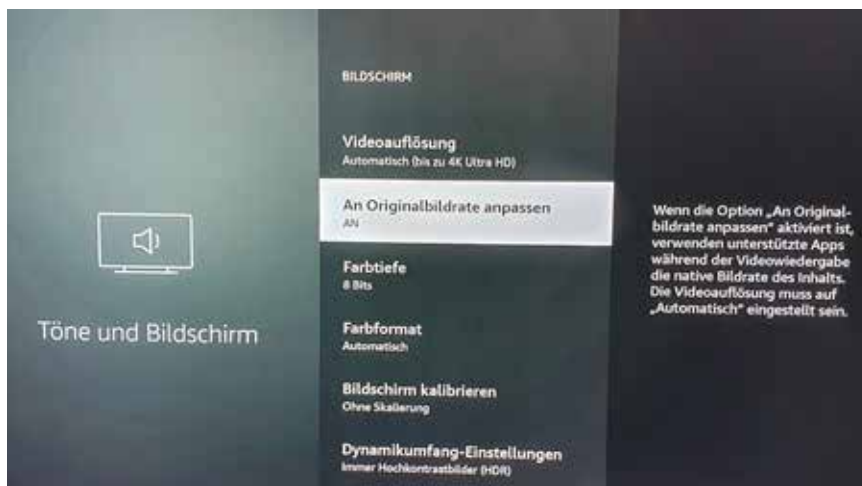 BILDSCHIRM
Videoauflösung
Automatisch (bis zu 4K Ultra HD)
An Originalbildrate anpassen
AN
Farbtiefe
8 Bits
Farbformat
Automatisch
Bildschirm kalibrieren
Ohne Skalierung
Dynamikumfang-Einstellungen
Immer Hochkontrastbilder (HDR)
Töne und Bildschirm
Wenn die Option „An Original-
bildrate anpassen“ aktiviert ist,
verwenden unterstützte Apps
während der Videowiedergabe
die native Bildrate des Inhalts.
Die Videoauflösung muss auf
„Automatisch“ eingestellt sein.